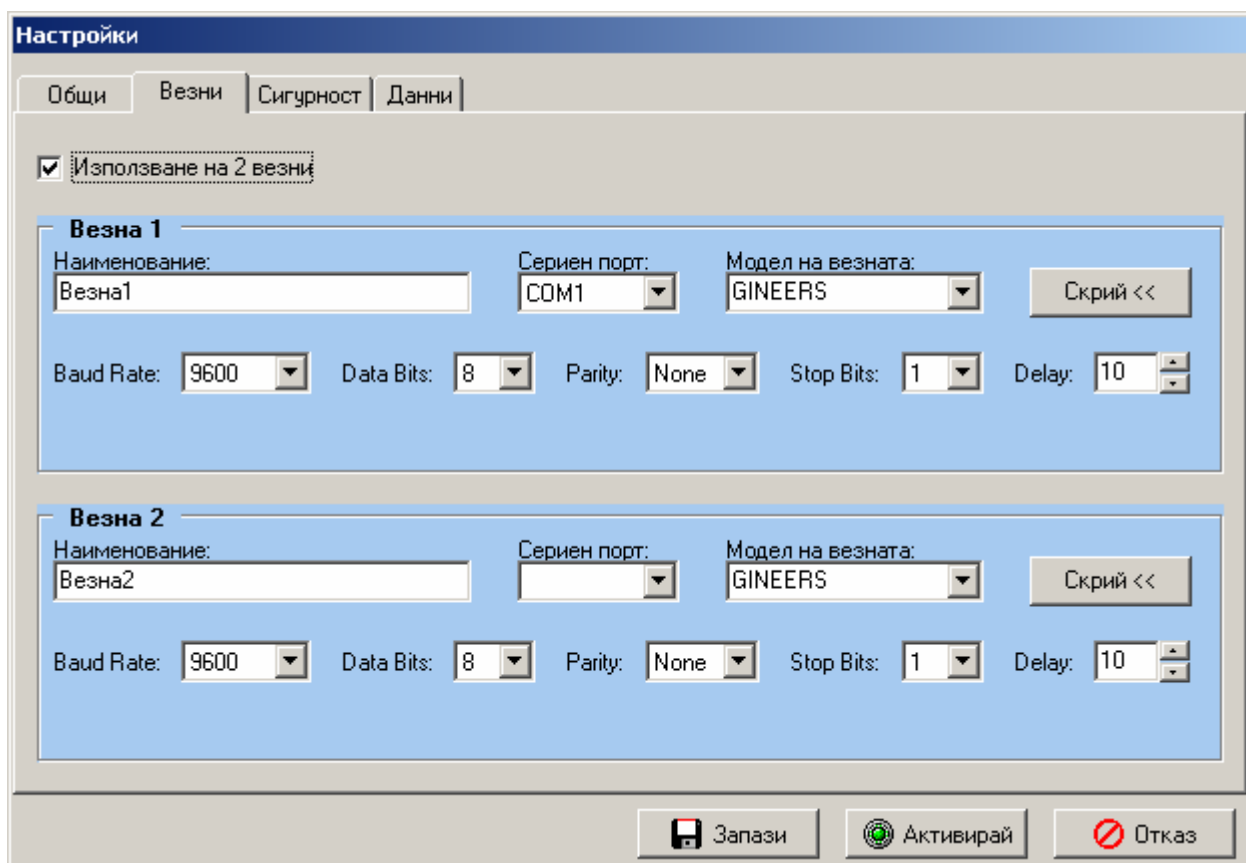 Настройки
Общи Везни Сигурност Данни
Използване на 2 везни
Везна 1
Наименование: Сериен порт: Модел на везната:
Везна1 COM1 GINEERS Скрий <<
Baud Rate: 9600 Data Bits: 8 Parity: None Stop Bits: 1 Delay: 10
Везна 2
Наименование: Сериен порт: Модел на везната:
Везна2 GINEERS Скрий <<
Baud Rate: 9600 Data Bits: 8 Parity: None Stop Bits: 1 Delay: 10
Запази Активирай Отказ